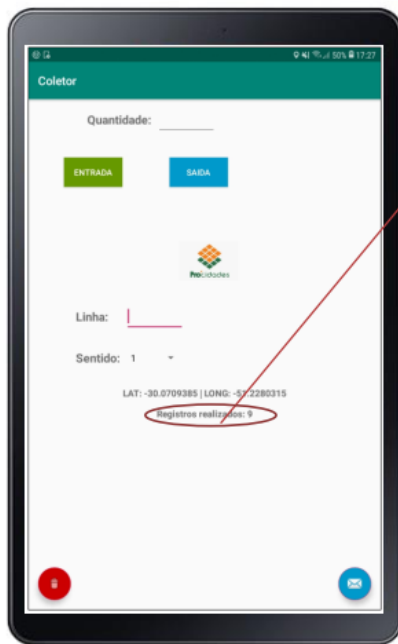 50% 17:27
Coletor
Quantidade:
ENTRADA SAIDA
ProCidades
Linha:
Sentido: 1
LAT: -30.0709385 | LONG: -51.2280315
Registros realizados: 9